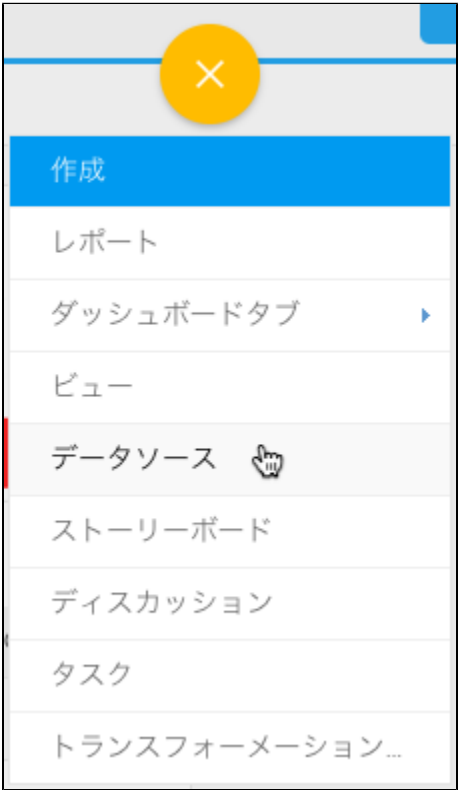 作成
レポート
ダッシュボードタブ
ビュー
データソース
ストーリーボード
ディスカッション
タスク
トランスフォーメーション...